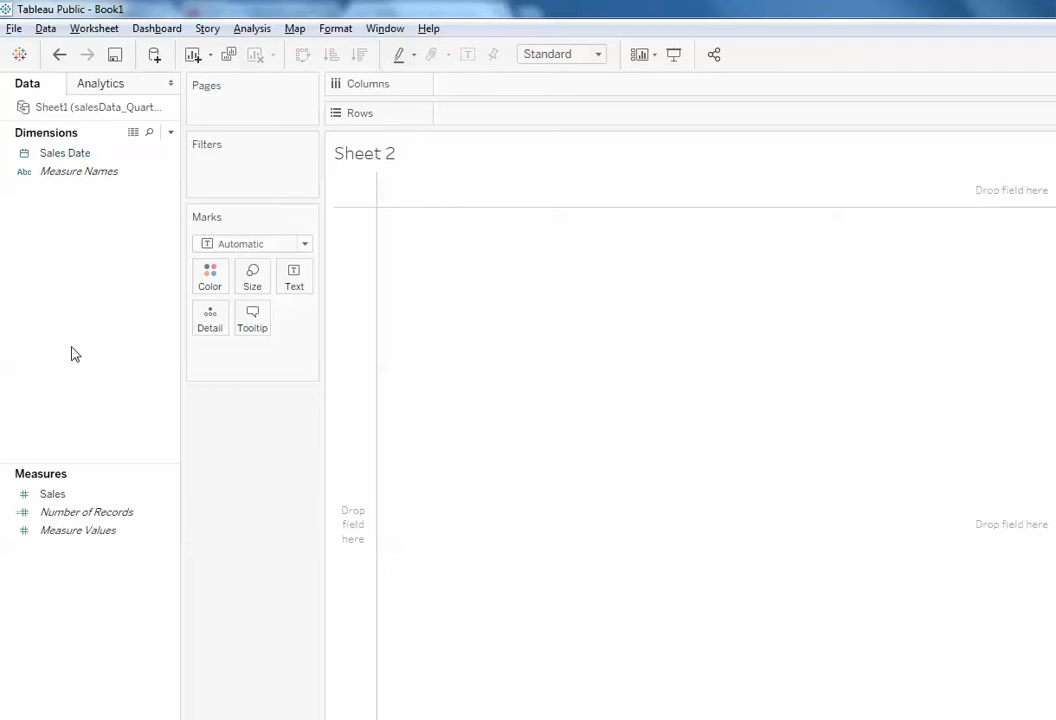 Tableau Public - Book1
File Data Worksheet Dashboard Story Analysis Map Format Window Help
Standard
Data Analytics
Sheet1 (salesData_Quart...
Dimensions
Sales Date
Abc Measure Names
Measures
Sales
Number of Records
Measure Values
Pages
Filters
Marks
Automatic
Color Size Text
Detail Tooltip
Columns
Rows
Sheet 2
Drop field here
Drop
field
here
Drop field here